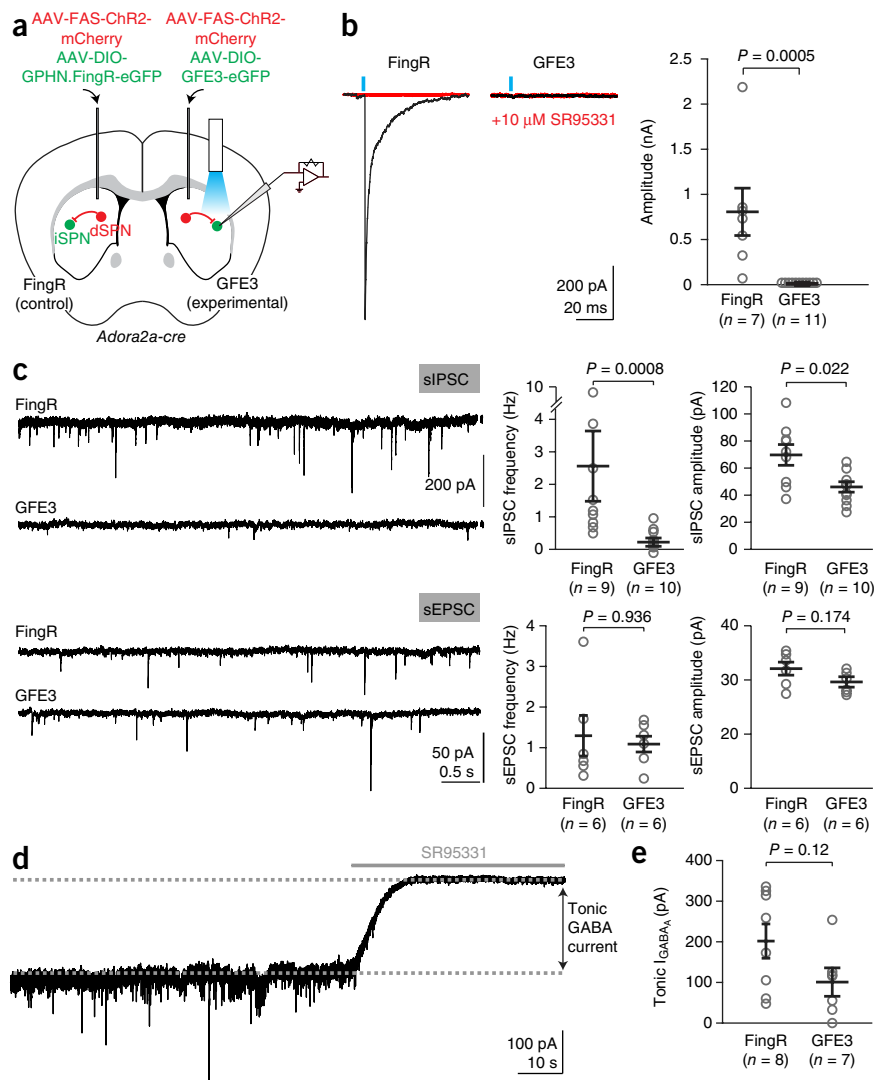 a
AAV-FAS-ChR2-
mCherry
AAV-DIO-
GPHN.FingR-eGFP
AAV-FAS-ChR2-
mCherry
AAV-DIO-
GFE3-eGFP
iSPN
dSPN
FingR
(control)
GFE3
(experimental)
Adora2a-cre
b
FingR
GFE3
+10 μM SR95331
200 pA
20 ms
P = 0.0005
Amplitude (nA)
2.5
2
1.5
1
0.5
0
FingR
(n = 7)
GFE3
(n = 11)
c
sIPSC
FingR
200 pA
GFE3
P = 0.0008
sIPSC frequency (Hz)
10
4
3
2
1
0
FingR
(n = 9)
GFE3
(n = 10)
P = 0.022
sIPSC amplitude (pA)
120
100
80
60
40
20
0
FingR
(n = 9)
GFE3
(n = 10)
sEPSC
FingR
GFE3
50 pA
0.5 s
P = 0.936
sEPSC frequency (Hz)
4
3
2
1
0
FingR
(n = 6)
GFE3
(n = 6)
P = 0.174
sEPSC amplitude (pA)
30
20
0
FingR
(n = 6)
GFE3
(n = 6)
d
SR95331
Tonic
GABA
current
100 pA
10 s
e
P = 0.12
Tonic I GABA A (pA)
400
300
200
100
0
FingR
(n = 8)
GFE3
(n = 7)